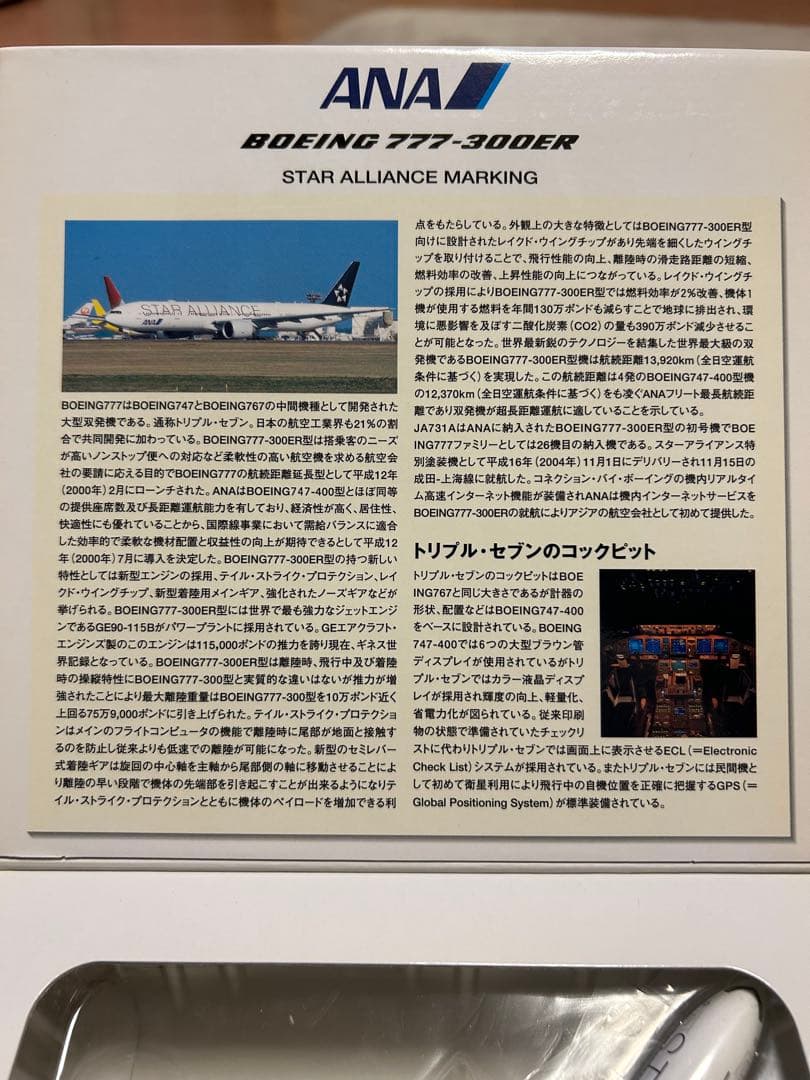 ANA
BOEING 777-300ER
STAR ALLIANCE MARKING
STAR ALLIANCE
ANA
BOEING777はBOEING747とBOEING767の中間機種として開発された
大型双発機である。通称トリプル・セブン。日本の航空工業界も21%の割
合で共同開発に加わっている。BOEING777-300ER型は搭乗客のニーズ
が高いノンストップ便への対応など柔軟性の高い航空機を求める航空会
社の要請に応える目的でBOEING777の航続距離延長型として平成12年
(2000年)2月にローンチされた。ANAはBOEING747-400型とほぼ同等
の提供座席数及び長距離運航能力を有しており、経済性が高く、居住性、
快適性にも優れていることから、国際線事業において需給バランスに適合
した効率的で柔軟な機材配置と収益性の向上が期待できるとして平成12
年(2000年)7月に導入を決定した。BOEING777-300ER型の持つ新しい
特性としては新型エンジンの採用、テイル・ストライク・プロテクション、レイ
クド・ウイングチップ、新型着陸用メインギア、強化されたノーズギアなどが
挙げられる。BOEING777-300ER型には世界で最も強力なジェットエンジ
ンであるGE90-115Bがパワープラントに採用されている。GEエアクラフト・
エンジンズ製のこのエンジンは115,000ポンドの推力を誇り現在、ギネス世
界記録となっている。BOEING777-300ER型は離陸時、飛行中及び着陸
時の操縦特性にBOEING777-300型と実質的な違いはないが推力が増
強されたことにより最大離陸重量はBOEING777-300型を10万ポンド近く
上回る75万9,000ポンドに引き上げられた。テイル・ストライク・プロテクショ
ンはメインのフライトコンピュータの機能で離陸時に尾部が地面と接触す
るのを防止し従来よりも低速での離陸が可能になった。新型のセミレバー
式着陸ギアは旋回の中心軸を主軸から尾部側の軸に移動させることによ
り離陸の早い段階で機体の先端部を引き起こすことが出来るようになりテ
イル・ストライク・プロテクションとともに機体のペイロードを増加できる利
点をもたらしている。外観上の大きな特徴としてはBOEING777-300ER型
向けに設計されたレイクド・ウイングチップがあり先端を細くしたウイングチ
ップを取り付けることで、飛行性能の向上、離陸時の滑走路距離の短縮、
燃料効率の改善、上昇性能の向上につながっている。レイクド・ウイングチ
ップの採用によりBOEING777-300ER型では燃料効率が2%改善、機体1
機が使用する燃料を年間130万ポンドも減らすことで地球に排出され、環
境に悪影響を及ぼす二酸化炭素(CO2)の量も390万ポンド減少させるこ
とが可能となった。世界最新鋭のテクノロジーを結集した世界最大級の双
発機であるBOEING777-300ER型機は航続距離13,920km(全日空運航
条件に基づく)を実現した。この航続距離は4発のBOEING747-400型機
の12,370km(全日空運航条件に基づく)をも凌ぐANAフリート最長航続距
離であり双発機が超長距離運航に適していることを示している。
JA731AはANAに納入されたBOEING777-300ER型の初号機でBOE
ING777ファミリーとしては26機目の納入機である。スターアライアンス特
別塗装機として平成16年(2004年)11月1日にデリバリーされ11月15日の
成田-上海線に就航した。コネクション・バイ・ボーイングの機内リアルタイ
ム高速インターネット機能が装備されANAは機内インターネットサービスを
BOEING777-300ERの就航によりアジアの航空会社として初めて提供した。
トリプル・セブンのコックピット
トリプル・セブンのコックピットはBOE
ING767と同じ大きさであるが計器の
形状、配置などはBOEING747-400
をベースに設計されている。BOEING
747-400では6つの大型ブラウン管
ディスプレイが使用されているがトリ
プル・セブンではカラー液晶ディスプ
レイが採用され輝度の向上、軽量化、
省電力化が図られている。従来印刷
物の状態で準備されていたチェックリ
ストに代わりトリプル・セブンでは画面上に表示させるECL(=Electronic
Check List)システムが採用されている。またトリプル・セブンには民間機と
して初めて衛星利用により飛行中の自機位置を正確に把握するGPS(=
Global Positioning System)が標準装備されている。